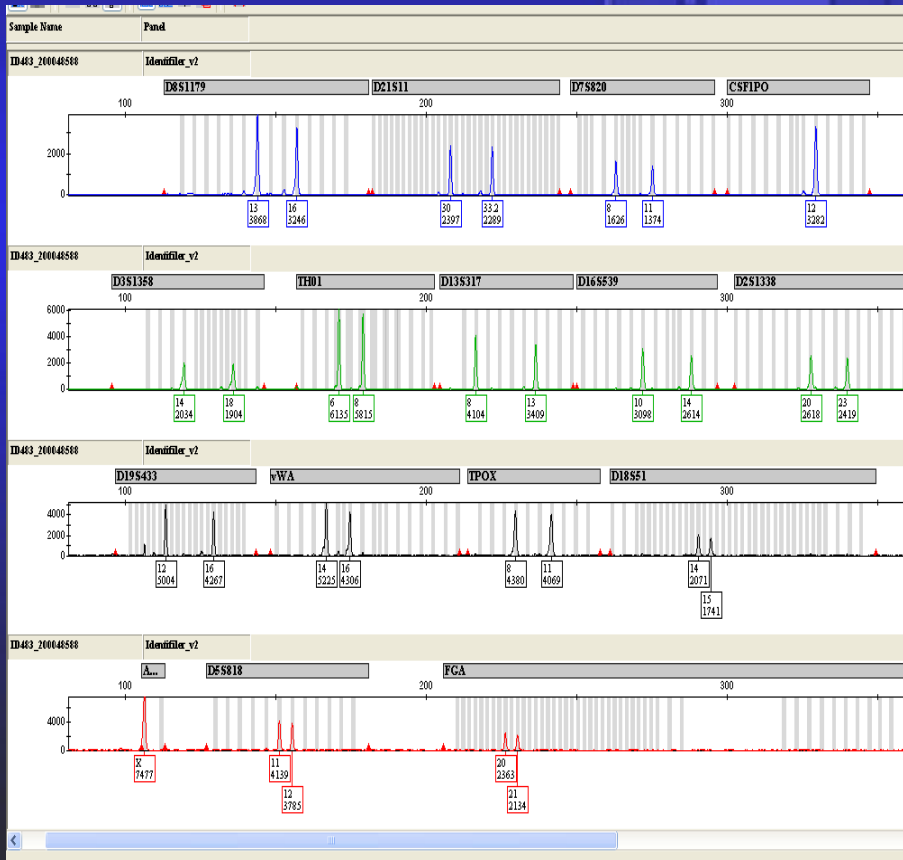 Sample Name Panel
ID483_200048588 Identifiler_v2
D8S1179 D21S11 D7S820 CSF1PO
100 200 300
2000
0
13 16 30 33.2 8 11 12
3868 3246 2397 2289 1626 1374 3282
ID483_200048588 Identifiler_v2
D3S1358 TH01 D13S317 D16S539 D2S1338
100 200 300
6000
4000
2000
0
14 18 6 8 8 13 10 14 20 23
2034 1904 6135 5815 4104 3409 3098 2614 2618 2419
ID483_200048588 Identifiler_v2
D19S433 vWA TPOX D18S51
100 200 300
4000
2000
0
12 16 14 16 8 11 14
5004 4267 5225 4306 4380 4069 2071
15
1741
ID483_200048588 Identifiler_v2
A... D5S818 FGA
100 200 300
4000
0
X 11 20
7477 4139 2363
12 21
3785 2134